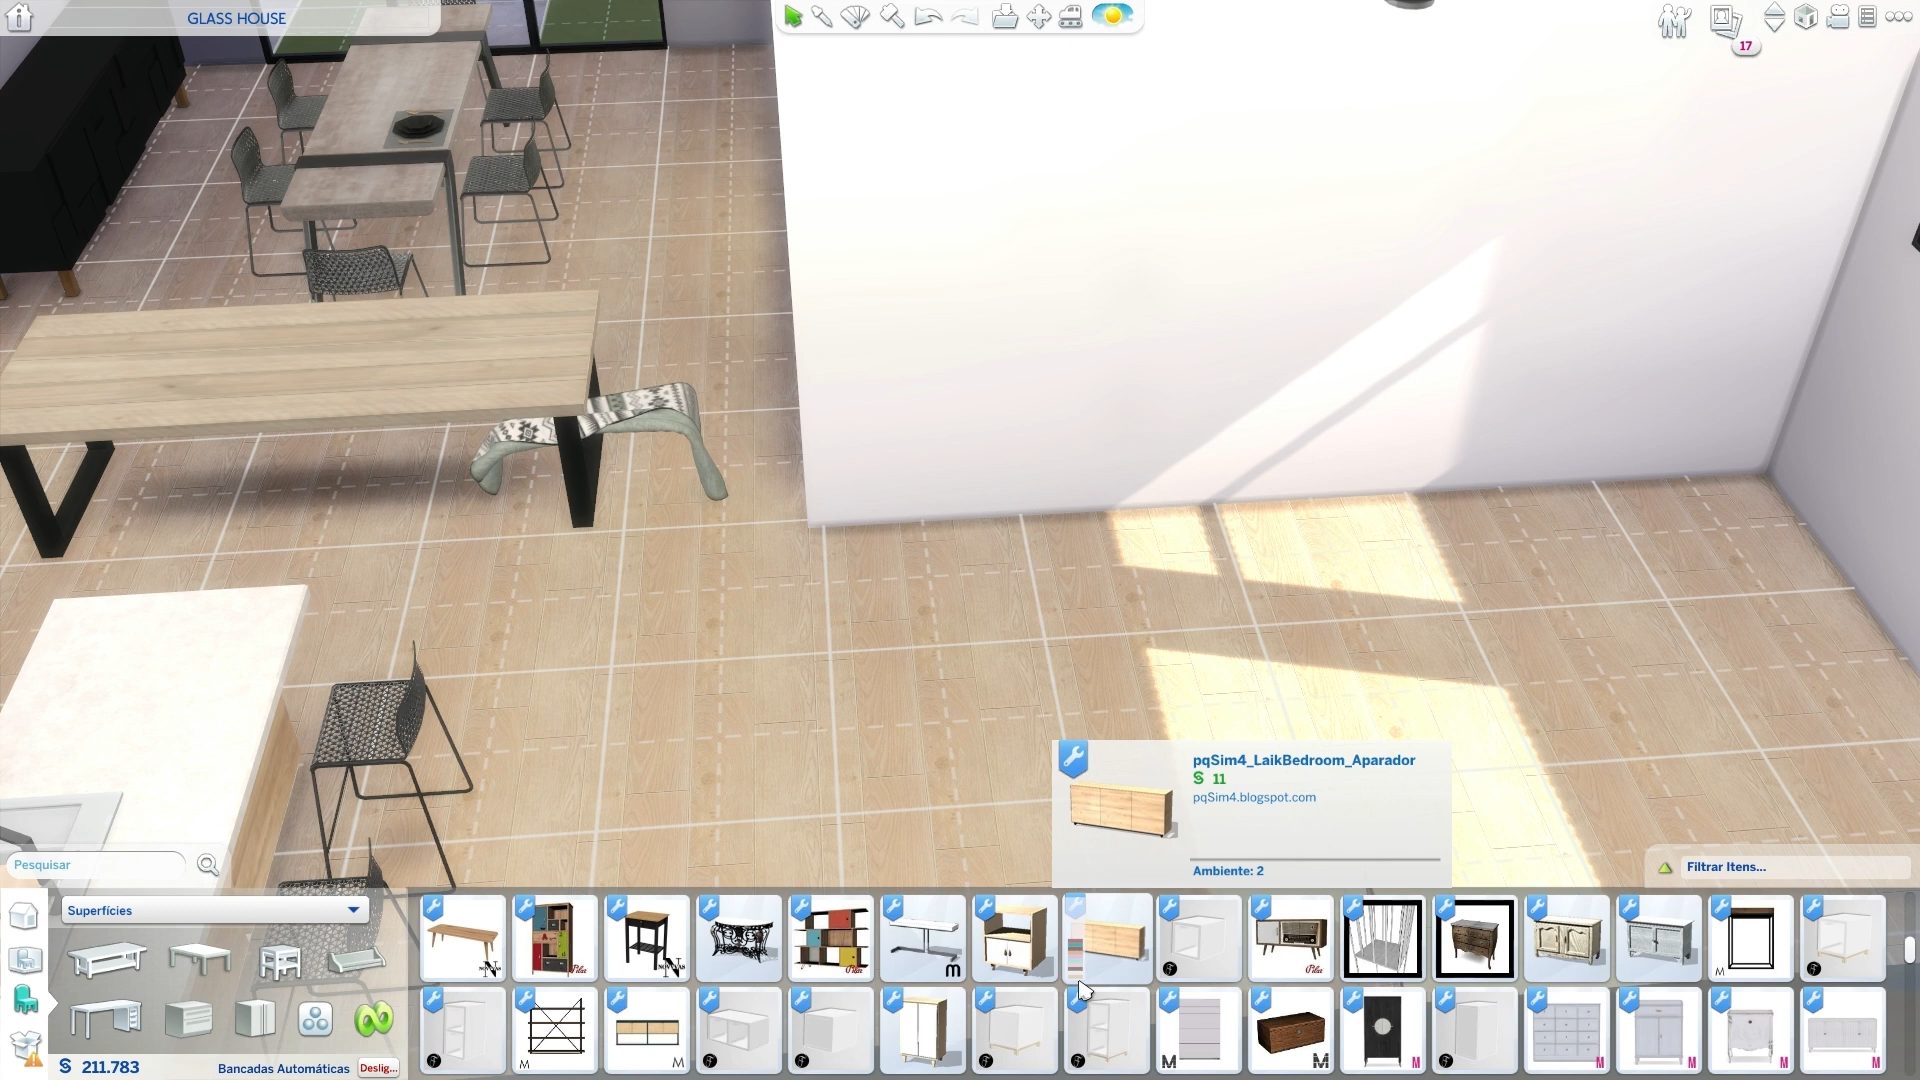 GLASS HOUSE
17
pqSim4_LaikBedroom_Aparador
§ 11
pqSim4.blogspot.com
Ambiente: 2
Pesquisar
Filtrar Itens...
Superfícies
§ 211.783
Bancadas Automáticas
Deslig...